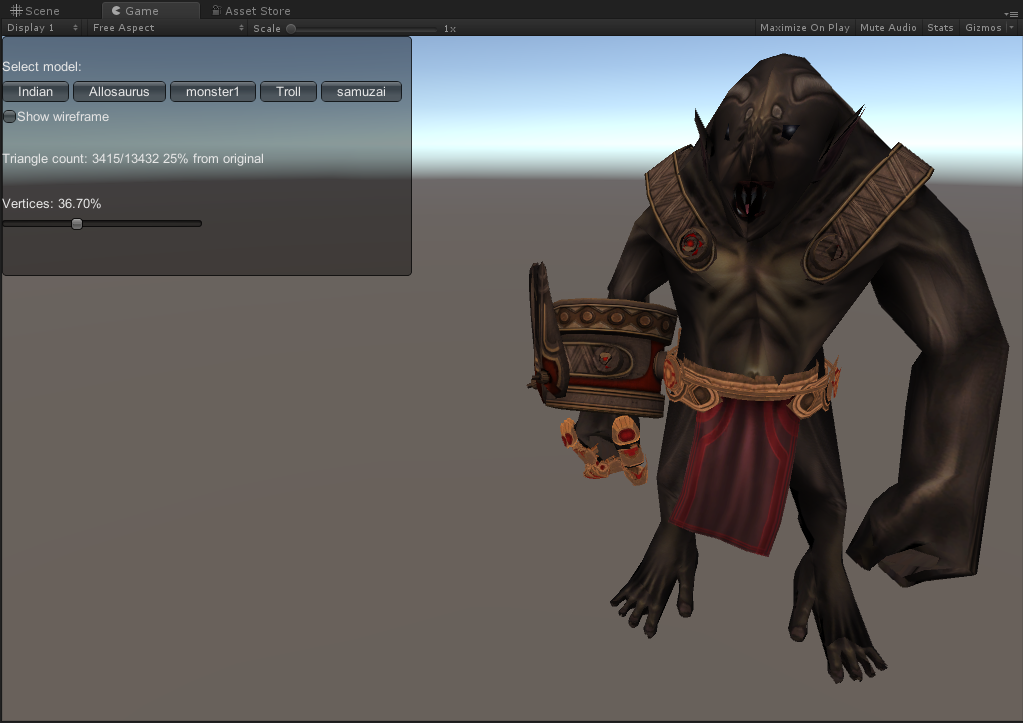 Scene Game Asset Store
Display 1 Free Aspect Scale 1x Maximize On Play Mute Audio Stats Gizmos
Select model:
Indian Allosaurus monster1 Troll samuzai
Show wireframe
Triangle count: 3415/13432 25% from original
Vertices: 36.70%